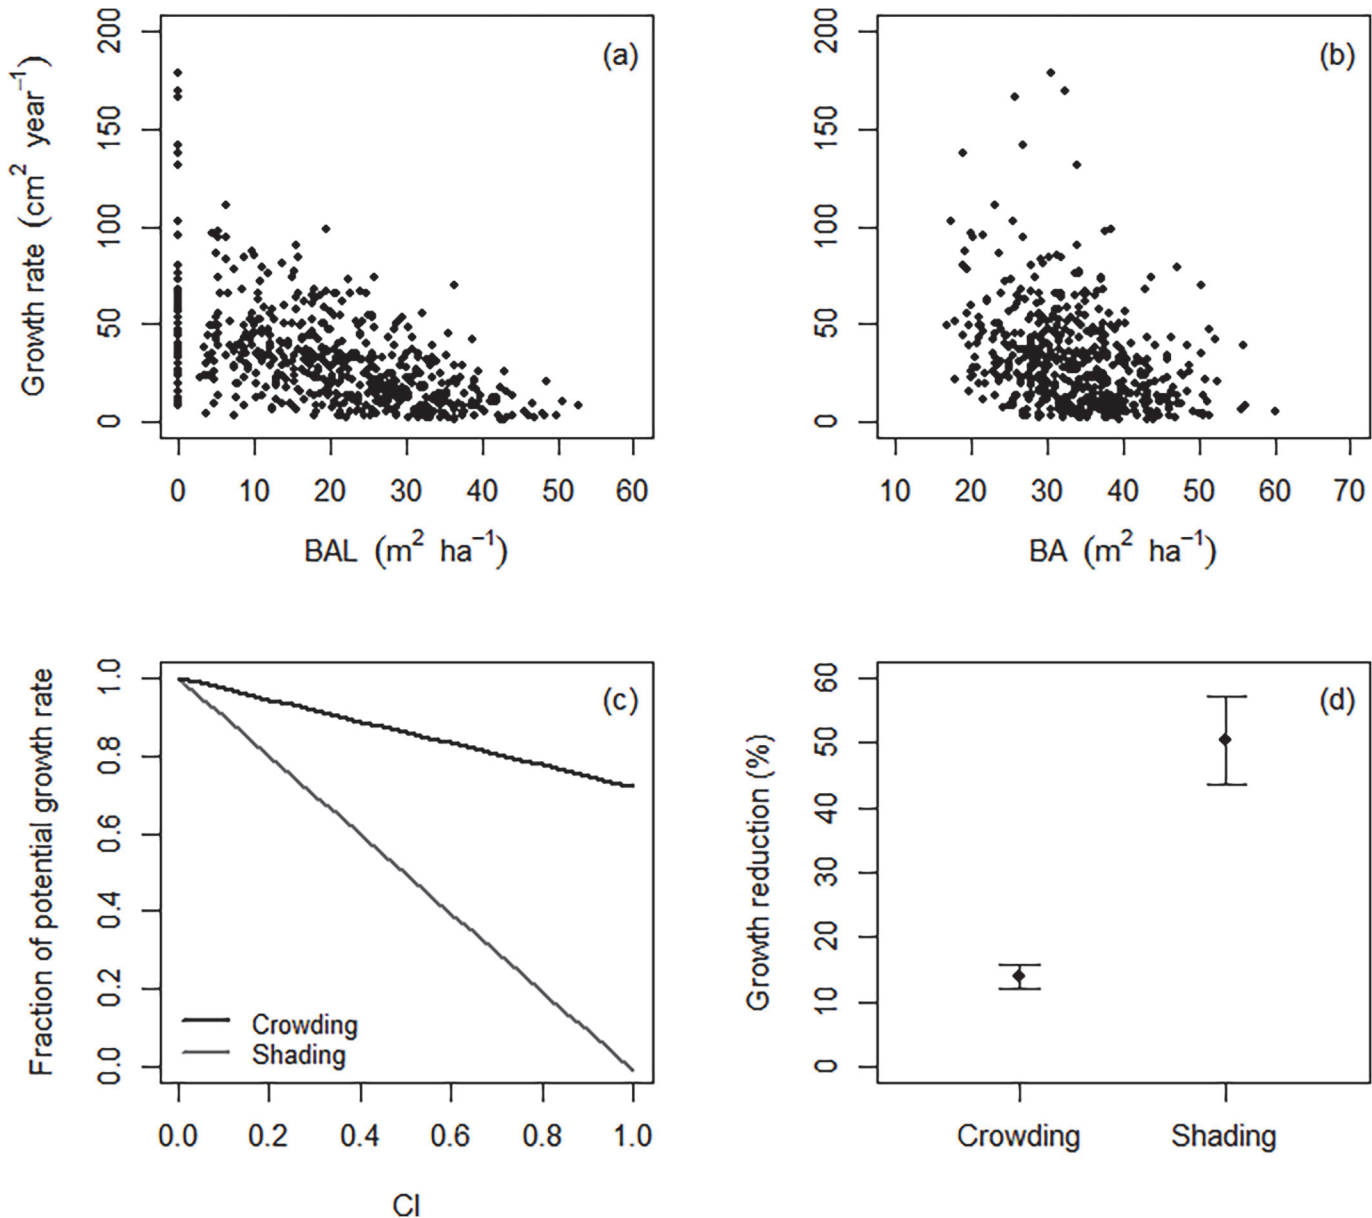 (a)
Growth rate (cm² year⁻¹)
200
150
100
50
0
0 10 20 30 40 50 60
BAL (m² ha⁻¹)
(b)
200
150
100
50
0
10 20 30 40 50 60 70
BA (m² ha⁻¹)
(c)
Fraction of potential growth rate
1.0
0.8
0.6
0.4
0.2
0.0
Crowding
Shading
0.0 0.2 0.4 0.6 0.8 1.0
CI
(d)
Growth reduction (%)
60
50
40
30
20
10
0
Crowding Shading